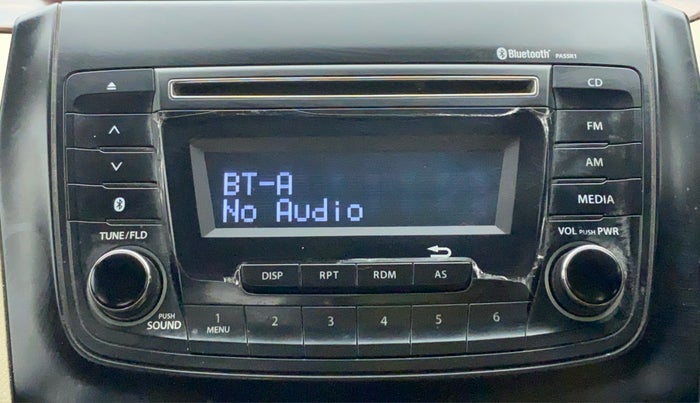 Bluetooth® PA5SR1
CD
FM
AM
MEDIA
BT-A
No Audio
TUNE/FLD
VOL PUSH PWR
DISP RPT RDM AS
PUSH
SOUND
1 2 3 4 5 6
MENU